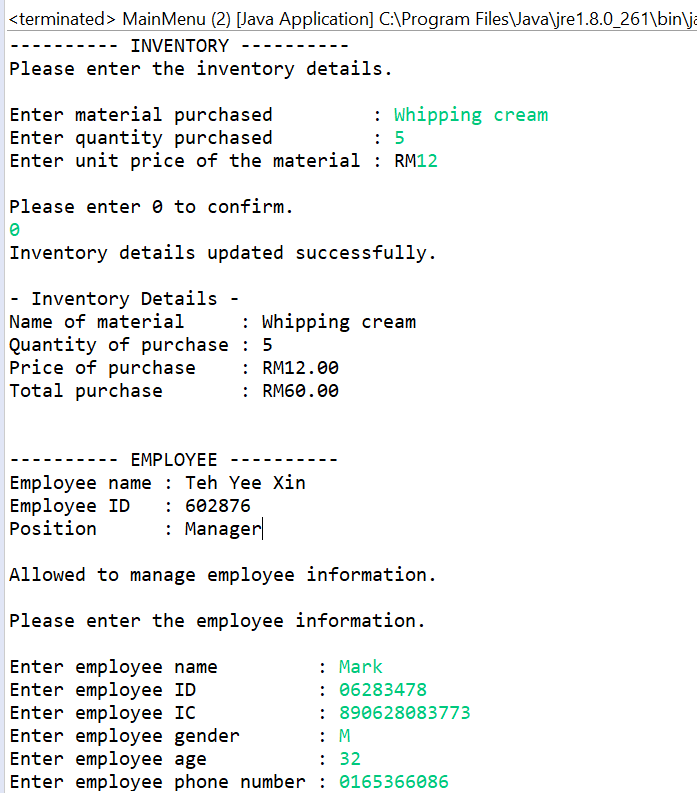 <terminated> MainMenu (2) [Java Application] C:\Program Files\Java\jre1.8.0_261\bin\ja
---------- INVENTORY ----------
Please enter the inventory details.
Enter material purchased         : Whipping cream
Enter quantity purchased         : 5
Enter unit price of the material : RM12
Please enter 0 to confirm.
0
Inventory details updated successfully.
- Inventory Details -
Name of material     : Whipping cream
Quantity of purchase : 5
Price of purchase    : RM12.00
Total purchase       : RM60.00
---------- EMPLOYEE ----------
Employee name : Teh Yee Xin
Employee ID   : 602876
Position      : Manager
Allowed to manage employee information.
Please enter the employee information.
Enter employee name         : Mark
Enter employee ID           : 06283478
Enter employee IC           : 890628083773
Enter employee gender       : M
Enter employee age          : 32
Enter employee phone number : 0165366086